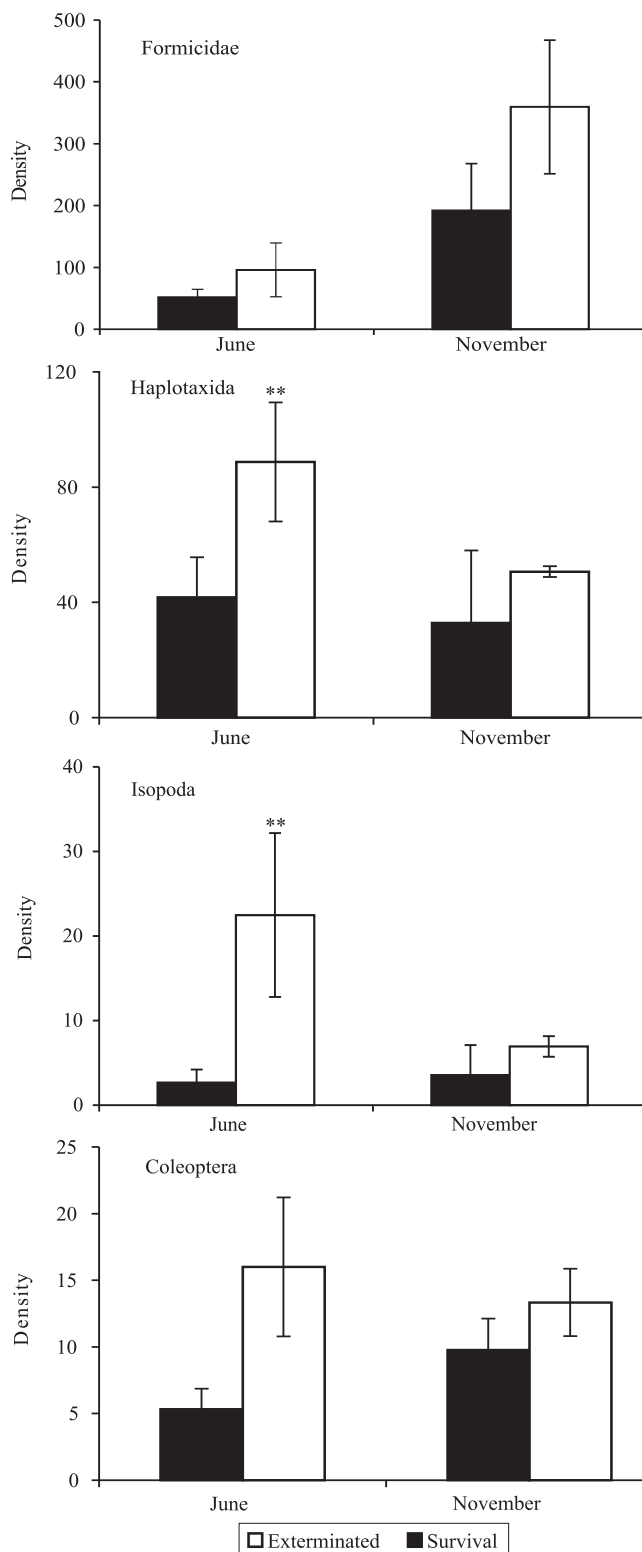 500
Formicidae
400
300
Density
200
100
0
June November
120
Haplotaxida **
80
Density
40
0
June November
40
Isopoda
**
30
Density
20
10
0
June November
25
Coleoptera
20
15
Density
10
5
0
June November
Exterminated Survival